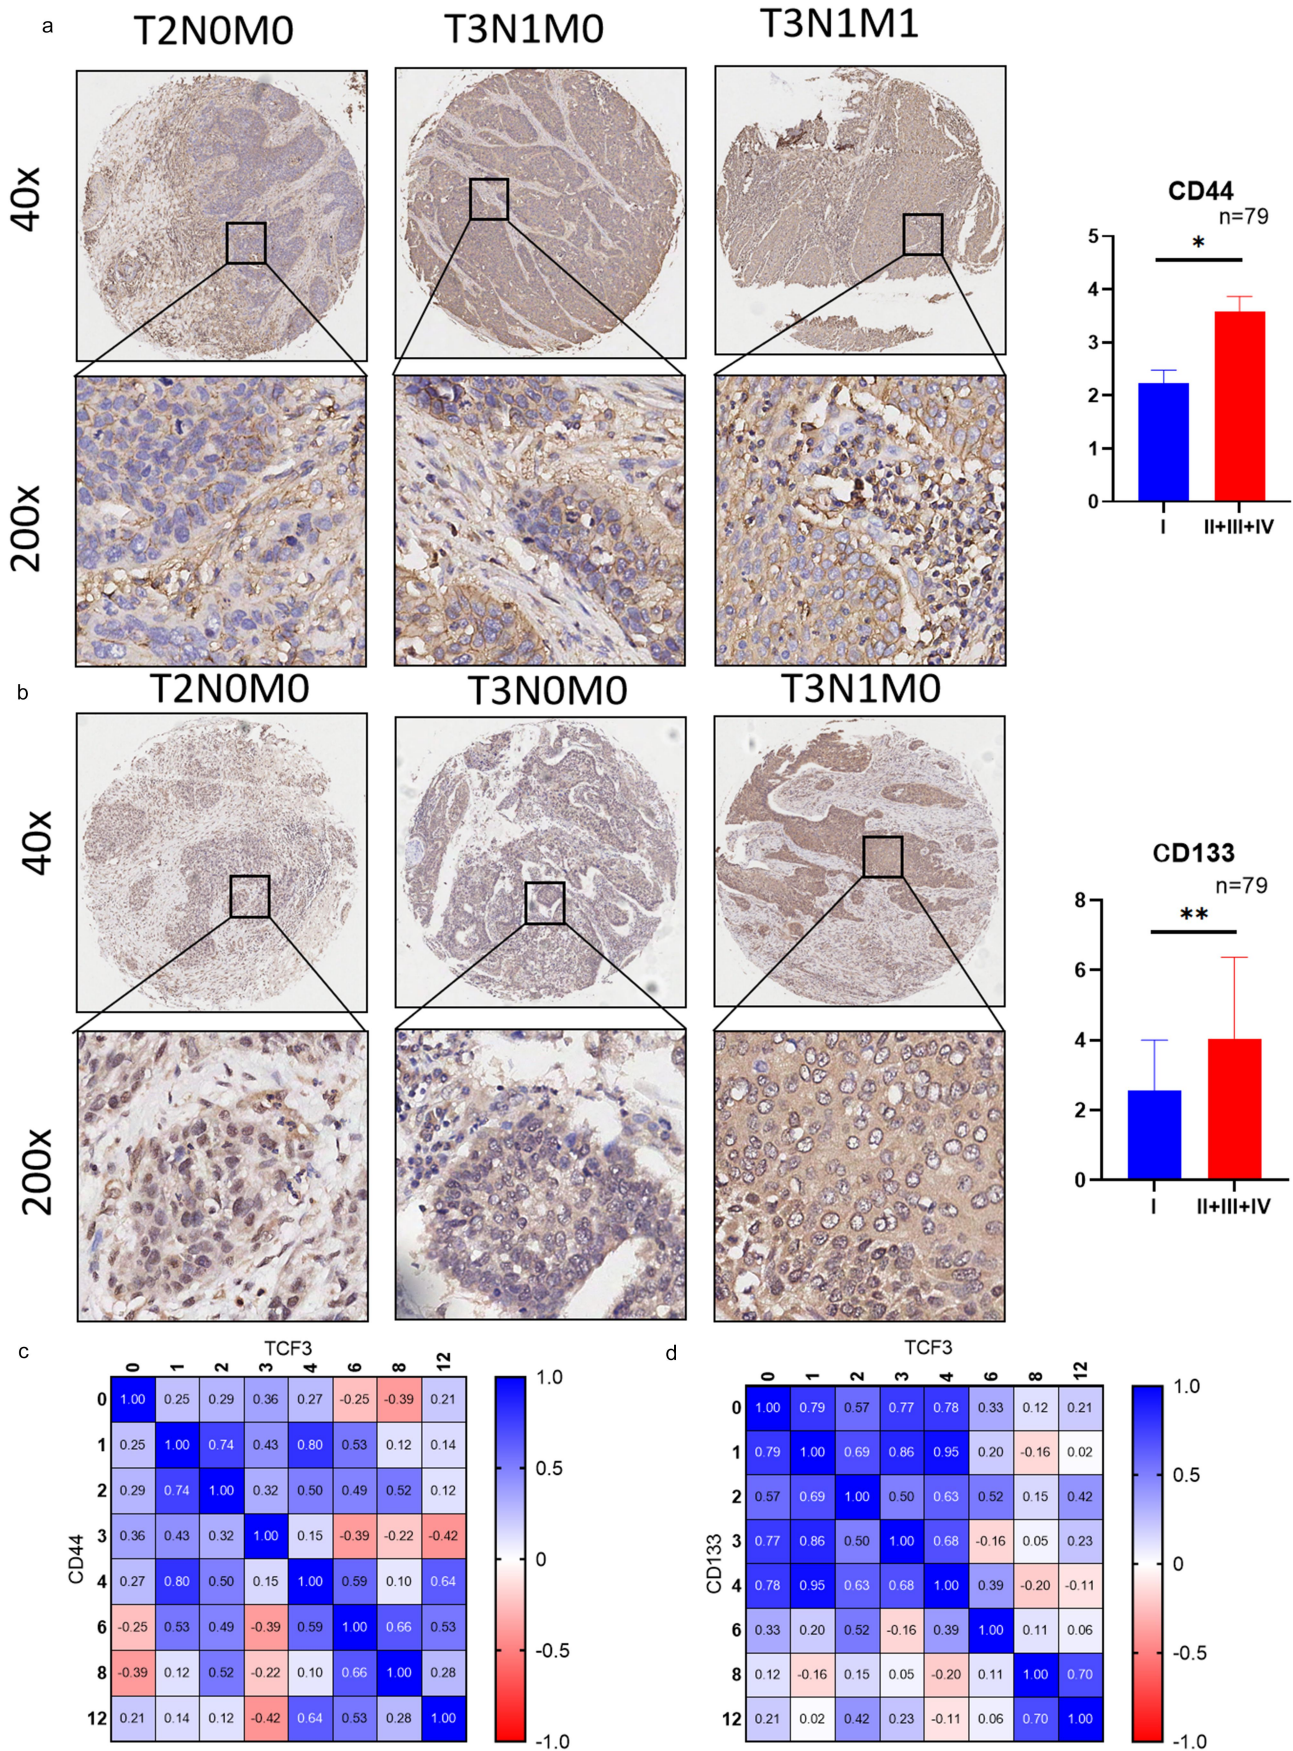 a
T2N0M0
T3N1M0
T3N1M1
40x
200x
CD44
n=79
*
5
4
3
2
1
0
I
II+III+IV
b
T2N0M0
T3N0M0
T3N1M0
40x
200x
CD133
n=79
**
8
6
4
2
0
I
II+III+IV
c
TCF3
0 1 2 3 4 6 8 12
CD44
0 1.00 0.25 0.29 0.36 0.27 -0.25 -0.39 0.21
1 0.25 1.00 0.74 0.43 0.80 0.53 0.12 0.14
2 0.29 0.74 1.00 0.32 0.50 0.49 0.52 0.12
3 0.36 0.43 0.32 1.00 0.15 -0.39 -0.22 -0.42
4 0.27 0.80 0.50 0.15 1.00 0.59 0.10 0.64
6 -0.25 0.53 0.49 -0.39 0.59 1.00 0.66 0.53
8 -0.39 0.12 0.52 -0.22 0.10 0.66 1.00 0.28
12 0.21 0.14 0.12 -0.42 0.64 0.53 0.28 1.00
1.0
0.5
0
-0.5
-1.0
d
TCF3
0 1 2 3 4 6 8 12
CD133
0 1.00 0.79 0.57 0.77 0.78 0.33 0.12 0.21
1 0.79 1.00 0.69 0.86 0.95 0.20 -0.16 0.02
2 0.57 0.69 1.00 0.50 0.63 0.52 0.15 0.42
3 0.77 0.86 0.50 1.00 0.68 -0.16 0.05 0.23
4 0.78 0.95 0.63 0.68 1.00 0.39 -0.20 -0.11
6 0.33 0.20 0.52 -0.16 0.39 1.00 0.11 0.06
8 0.12 -0.16 0.15 0.05 -0.20 0.11 1.00 0.70
12 0.21 0.02 0.42 0.23 -0.11 0.06 0.70 1.00
1.0
0.5
0
-0.5
-1.0